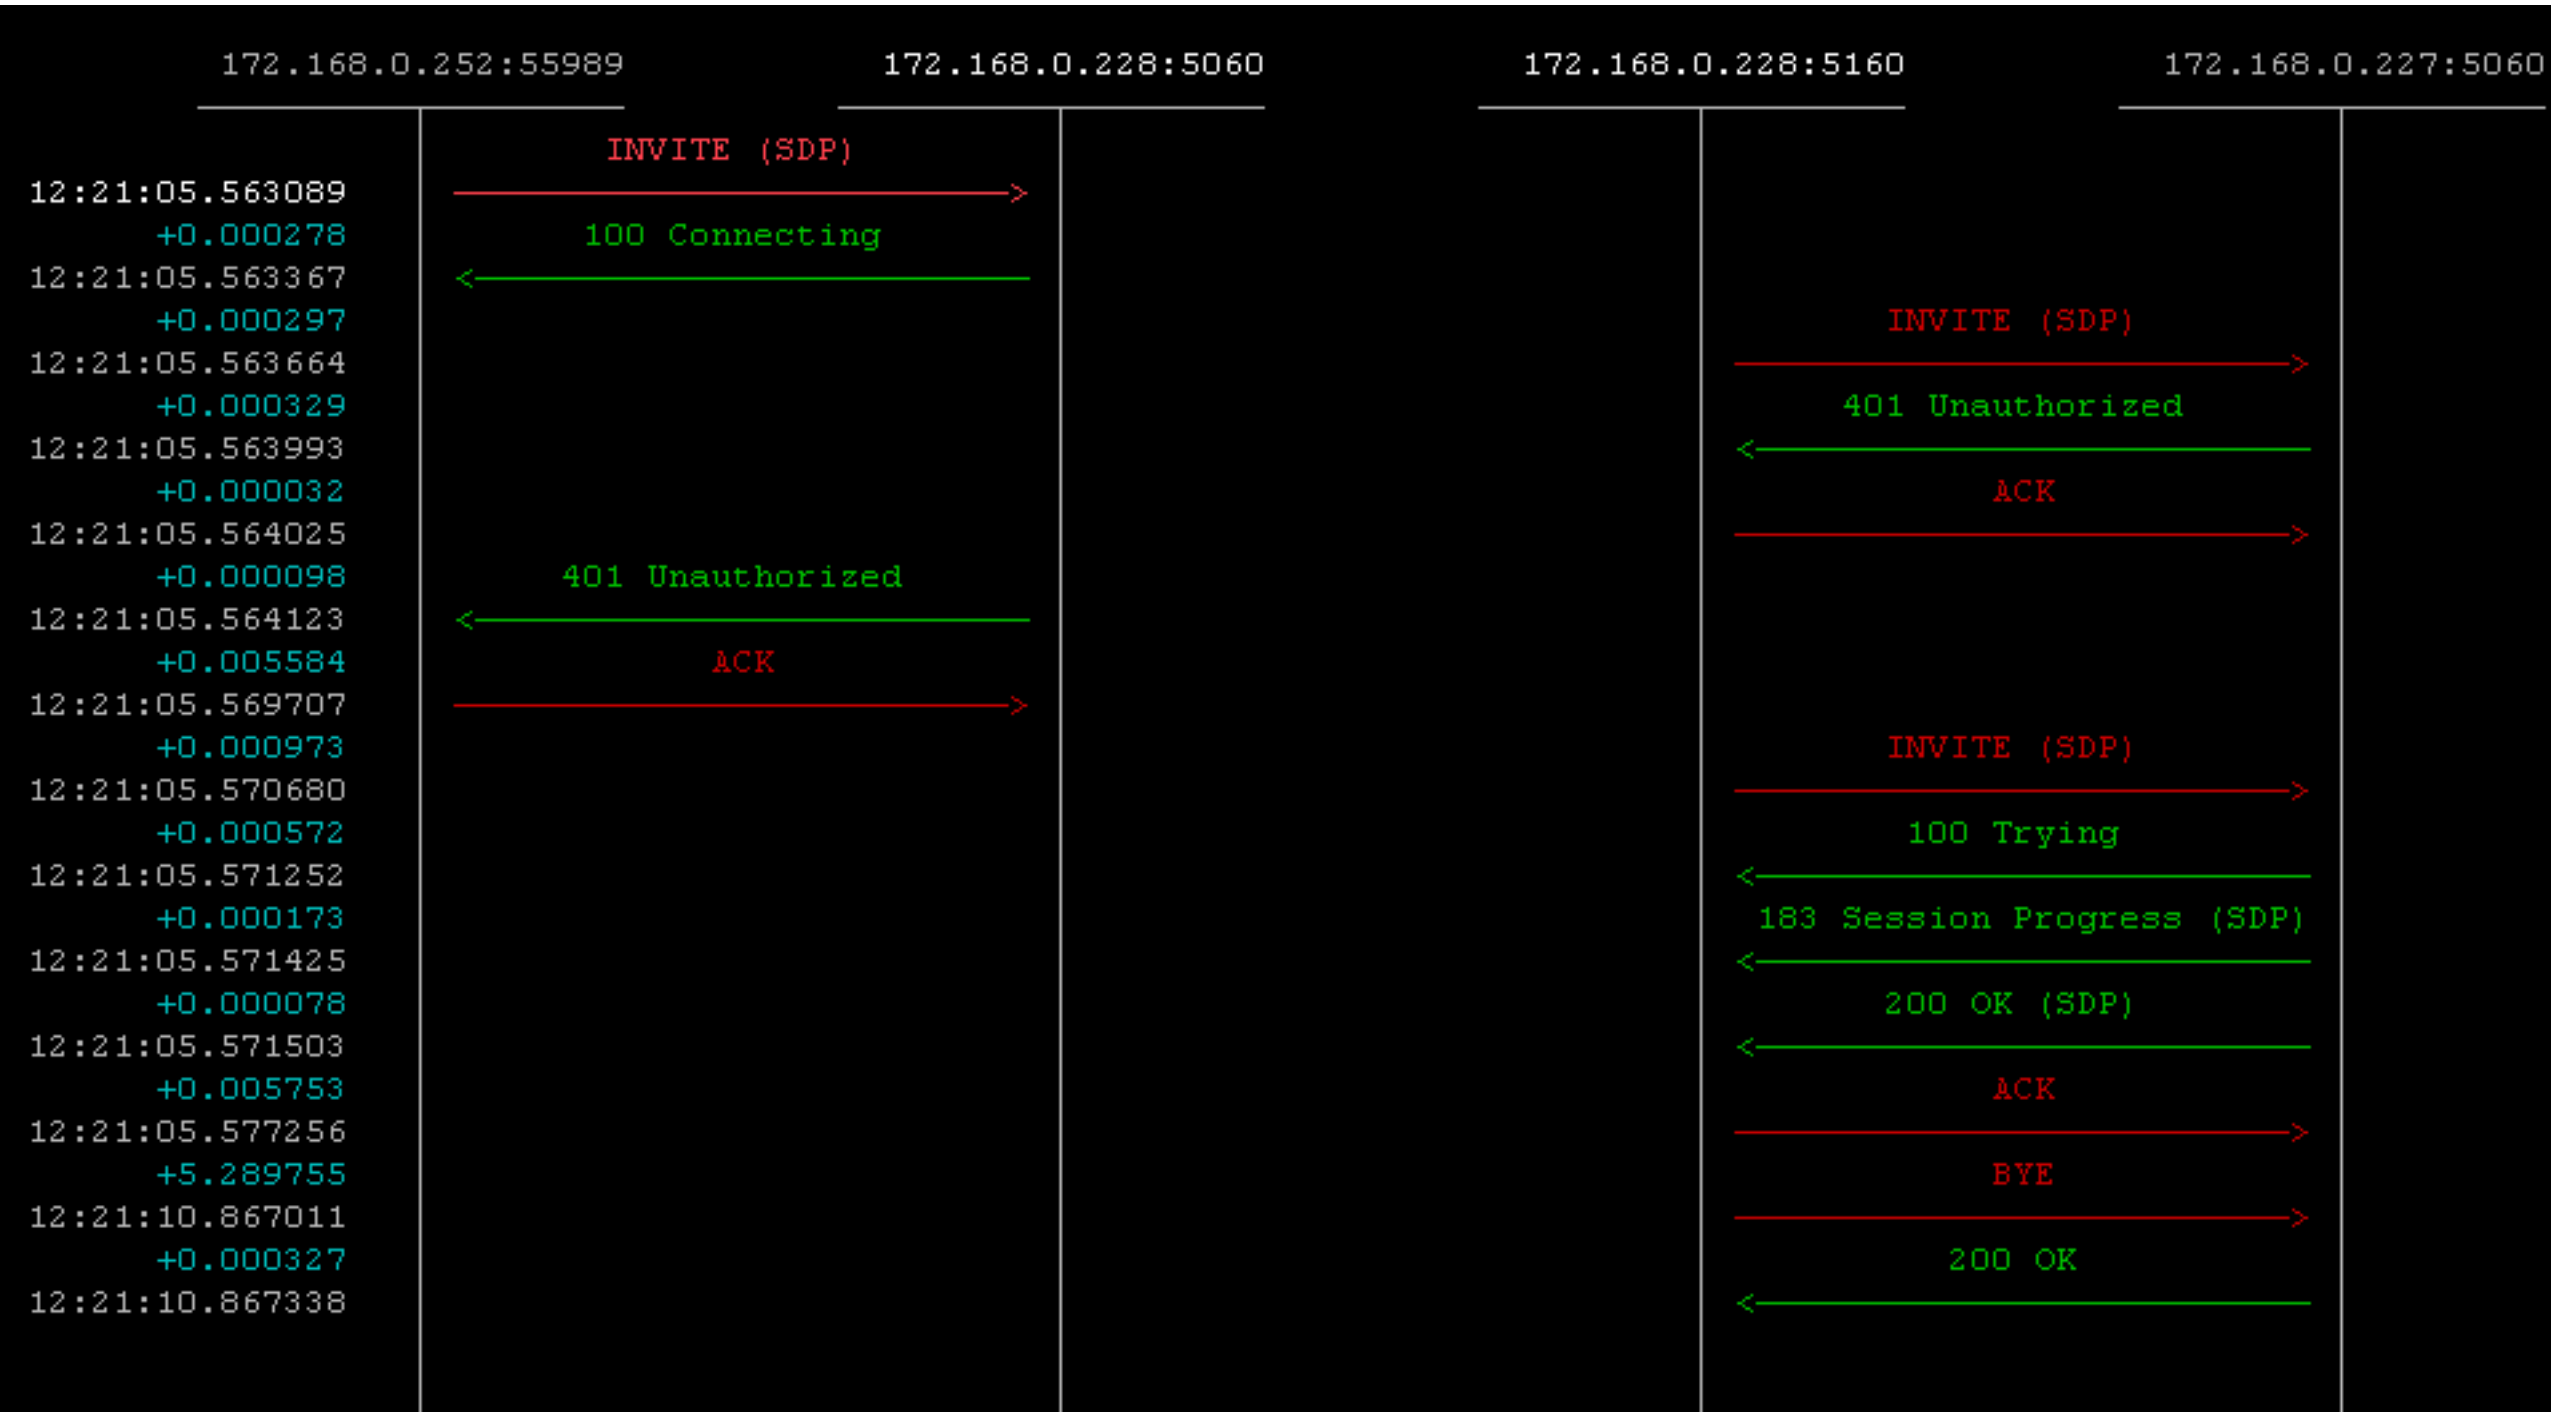 172.168.0.252:55989 172.168.0.228:5060 172.168.0.228:5160 172.168.0.227:5060
INVITE (SDP)
12:21:05.563089
+0.000278 100 Connecting
12:21:05.563367
+0.000297 INVITE (SDP)
12:21:05.563664
+0.000329 401 Unauthorized
12:21:05.563993
+0.000032 ACK
12:21:05.564025
+0.000098 401 Unauthorized
12:21:05.564123
+0.005584 ACK
12:21:05.569707
+0.000973 INVITE (SDP)
12:21:05.570680
+0.000572 100 Trying
12:21:05.571252
+0.000173 183 Session Progress (SDP)
12:21:05.571425
+0.000078 200 OK (SDP)
12:21:05.571503
+0.005753 ACK
12:21:05.577256
+5.289755 BYE
12:21:10.867011
+0.000327 200 OK
12:21:10.867338